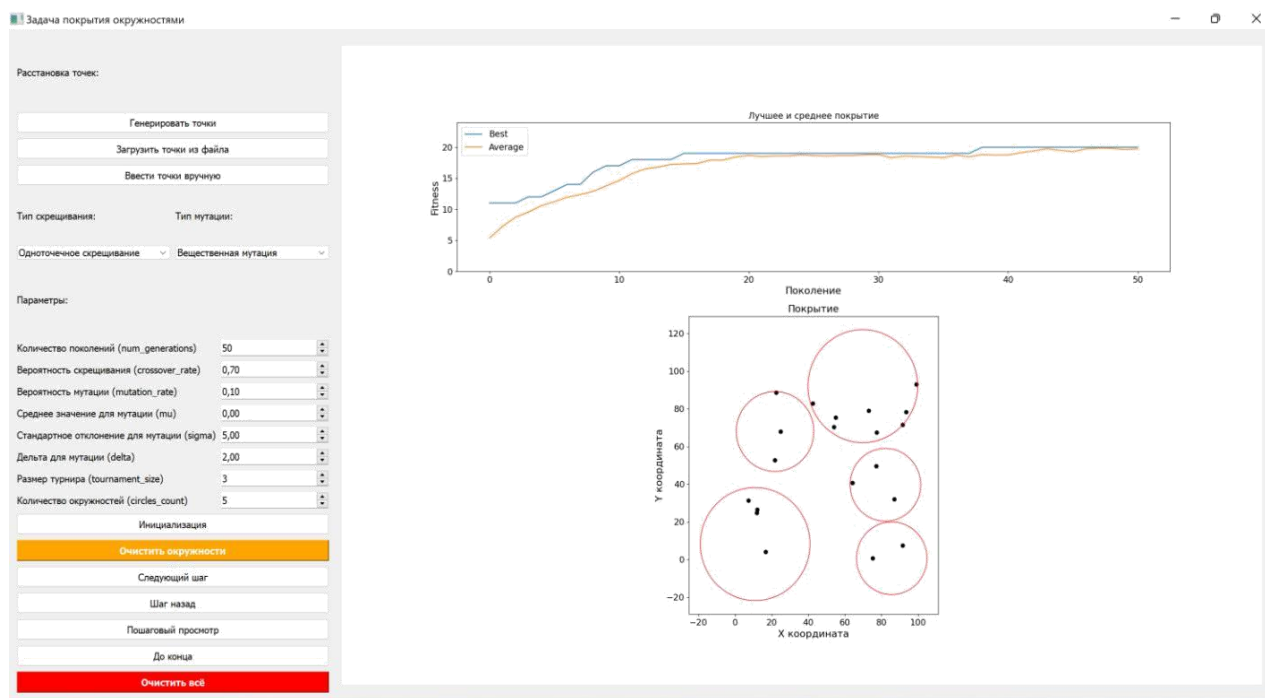 Задача покрытия окружностями
Расстановка точек:
Генерировать точки
Загрузить точки из файла
Ввести точки вручную
Тип скрещивания: Тип мутации:
Одноточечное скрещивание Вещественная мутация
Параметры:
Количество поколений (num_generations) 50
Вероятность скрещивания (crossover_rate) 0,70
Вероятность мутации (mutation_rate) 0,10
Среднее значение для мутации (mu) 0,00
Стандартное отклонение для мутации (sigma) 5,00
Дельта для мутации (delta) 2,00
Размер турнира (tournament_size) 3
Количество окружностей (circles_count) 5
Инициализация
Очистить окружности
Следующий шаг
Шаг назад
Пошаговый просмотр
До конца
Очистить всё
Лучшее и среднее покрытие
Best
Average
Fitness
20
15
10
5
0
0 10 20 30 40 50
Поколение
Покрытие
Y координата
120
100
80
60
40
20
0
−20
−20 0 20 40 60 80 100
X координата